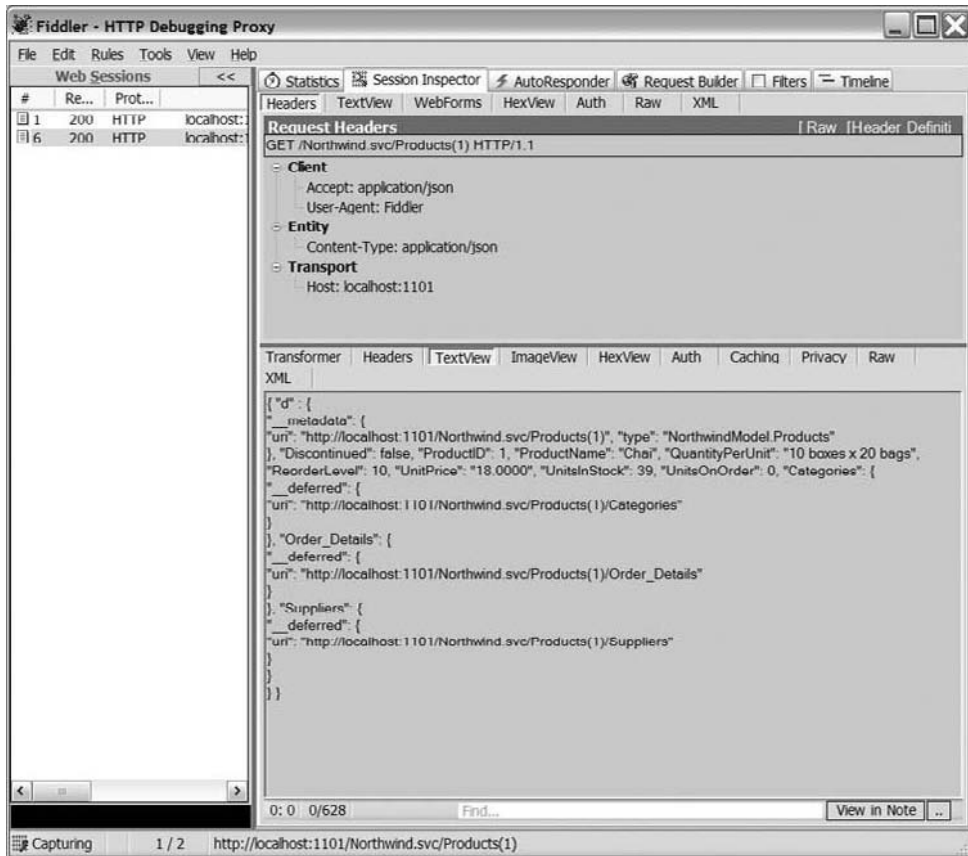 Fiddler - HTTP Debugging Proxy
File Edit Rules Tools View Help
Web Sessions <<
# Re... Prot...
1 200 HTTP localhost:1
6 200 HTTP localhost:1
Statistics Session Inspector AutoResponder Request Builder Filters Timeline
Headers TextView WebForms HexView Auth Raw XML
Request Headers [ Raw [Header Definiti
GET /Northwind.svc/Products(1) HTTP/1.1
Client
Accept: application/json
User-Agent: Fiddler
Entity
Content-Type: application/json
Transport
Host: localhost:1101
Transformer Headers TextView ImageView HexView Auth Caching Privacy Raw
XML
{ "d" : {
"__metadata": {
"uri": "http://localhost:1101/Northwind.svc/Products(1)", "type": "NorthwindModel.Products"
}, "Discontinued": false, "ProductID": 1, "ProductName": "Chai", "QuantityPerUnit": "10 boxes x 20 bags",
"ReorderLevel": 10, "UnitPrice": "18.0000", "UnitsInStock": 39, "UnitsOnOrder": 0, "Categories": {
"__deferred": {
"uri": "http://localhost:1101/Northwind.svc/Products(1)/Categories"
}
}, "Order_Details": {
"__deferred": {
"uri": "http://localhost:1101/Northwind.svc/Products(1)/Order_Details"
}
}, "Suppliers": {
"__deferred": {
"uri": "http://localhost:1101/Northwind.svc/Products(1)/Suppliers"
}
}
} }
0: 0 0/628 Find... View in Note ..
Capturing 1 / 2 http://localhost:1101/Northwind.svc/Products(1)